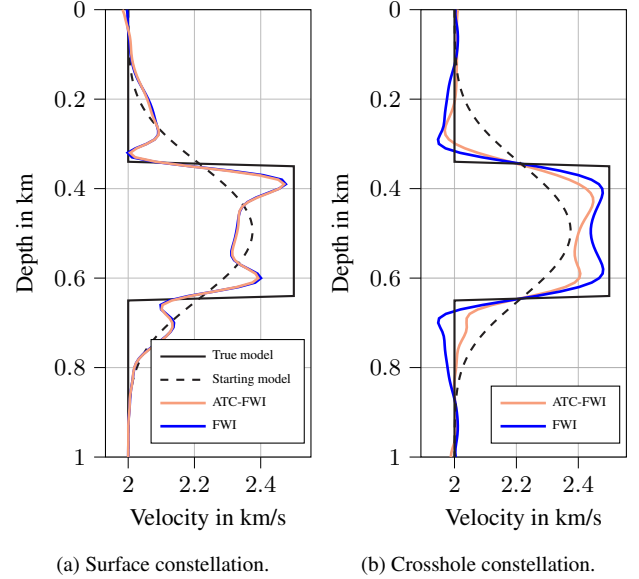 0
0.2
0.4
0.6
0.8
1
Depth in km
2
2.2
2.4
Velocity in km/s
True model
Starting model
ATC-FWI
FWI
(a) Surface constellation.
0
0.2
0.4
0.6
0.8
1
Depth in km
2
2.2
2.4
Velocity in km/s
ATC-FWI
FWI
(b) Crosshole constellation.